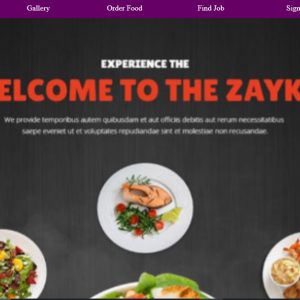 Gallery Order Food Find Job Sign
EXPERIENCE THE
ELCOME TO THE ZAYK
We provide temporibus autem quibusdam et aut officiis debitis aut rerum necessitatibus
saepe eveniet ut et voluptates repudiandae sint et molestiae non recusandae.